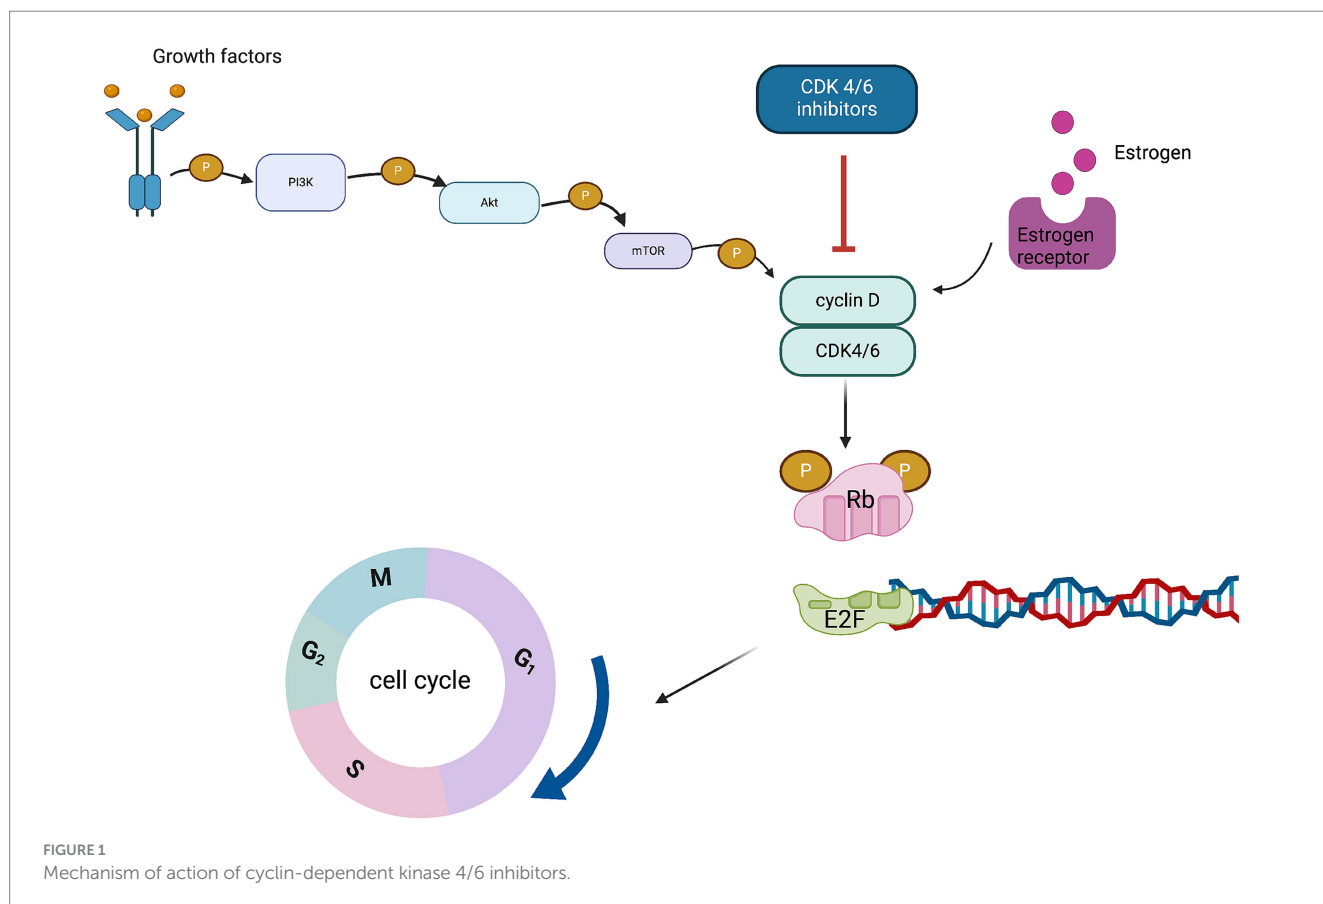 Growth factors
CDK 4/6
inhibitors
Estrogen
P
P
PI3K
P
Akt
Estrogen
receptor
mTOR
P
cyclin D
CDK4/6
P
P
Rb
M
E2F
G₂
G₁
cell cycle
S
FIGURE 1
Mechanism of action of cyclin-dependent kinase 4/6 inhibitors.